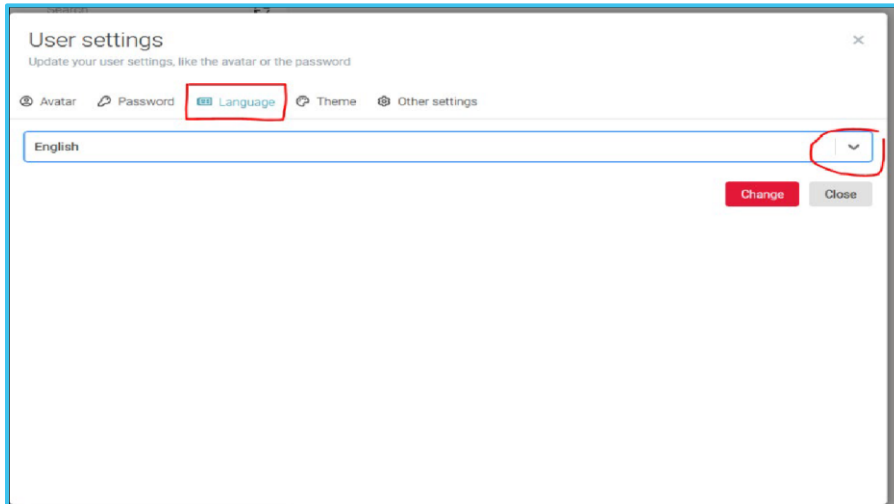 User settings
Update your user settings, like the avatar or the password
Avatar Password Language Theme Other settings
English
Change Close